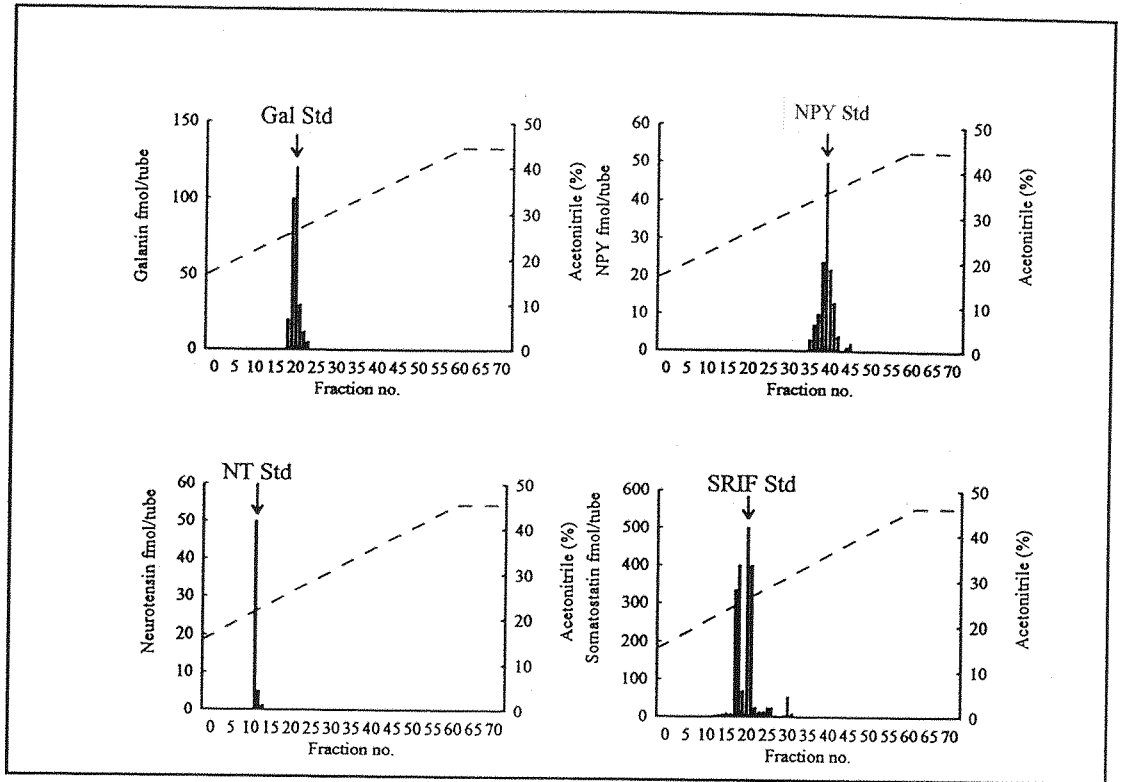 Gal Std
150
100
50
0
Galanin fmol/tube
50
40
30
20
10
0
Acetonitrile (%)
0 5 10 15 20 25 30 35 40 45 50 55 60 65 70
Fraction no.
NPY Std
60
50
40
30
20
10
0
NPY fmol/tube
50
40
30
20
10
0
Acetonitrile (%)
0 5 10 15 20 25 30 35 40 45 50 55 60 65 70
Fraction no.
NT Std
60
50
40
30
20
10
0
Neurotensin fmol/tube
50
40
30
20
10
0
Acetonitrile (%)
0 5 10 15 20 25 30 35 40 45 50 55 60 65 70
Fraction no.
SRIF Std
600
500
400
300
200
100
0
Somatostatin fmol/tube
50
40
30
20
10
0
Acetonitrile (%)
0 5 10 15 20 25 30 35 40 45 50 55 60 65 70
Fraction no.